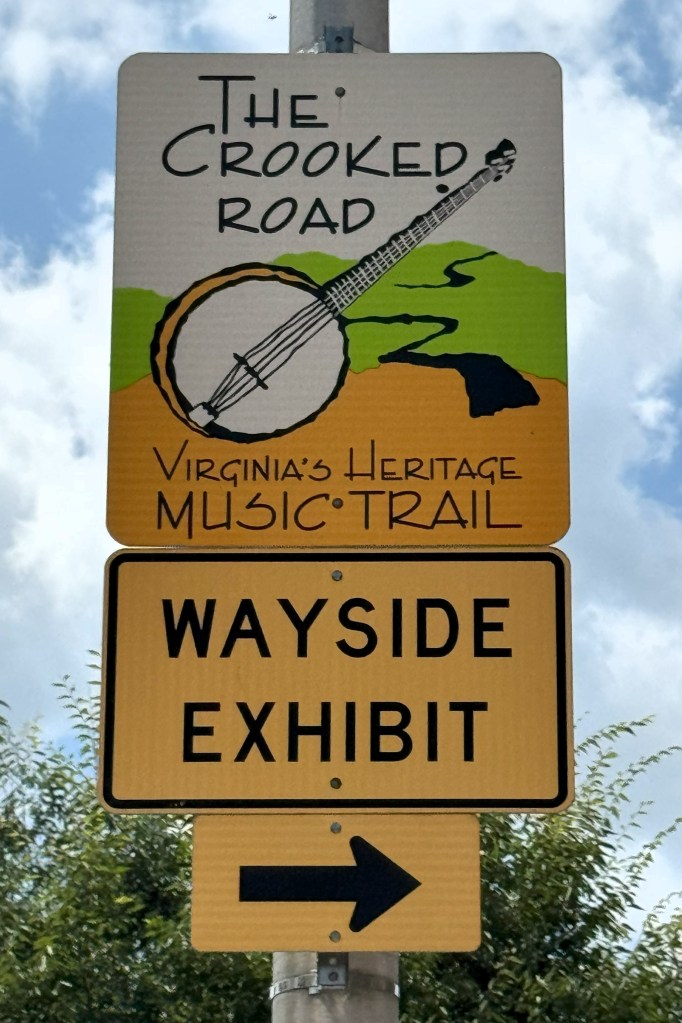 The
Crooked
Road
Virginia's Heritage
Music Trail
WAYSIDE
EXHIBIT